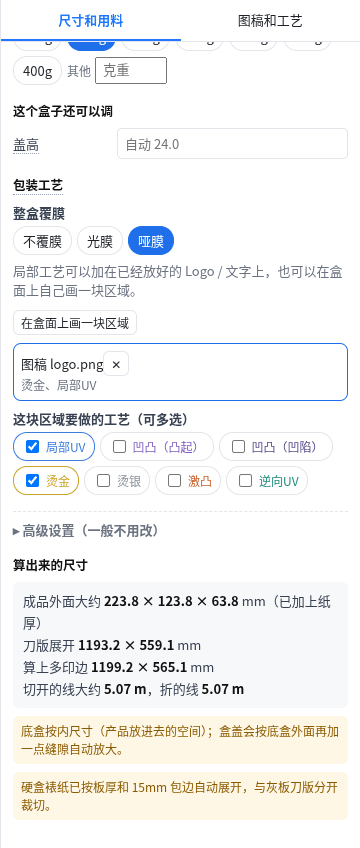 尺寸和用料
图稿和工艺
400g 其他 克重
这个盒子还可以调
盖高 自动 24.0
包装工艺
整盒覆膜
不覆膜 光膜 哑膜
局部工艺可以加在已经放好的 Logo / 文字上，也可以在盒
面上自己画一块区域。
在盒面上画一块区域
图稿 logo.png ✕
烫金、局部UV
这块区域要做的工艺（可多选）
局部UV 凹凸（凸起） 凹凸（凹陷）
烫金 烫银 激凸 逆向UV
▸ 高级设置（一般不用改）
算出来的尺寸
成品外面大约 223.8 × 123.8 × 63.8 mm（已加上纸
厚）
刀版展开 1193.2 × 559.1 mm
算上多印边 1199.2 × 565.1 mm
切开的线大约 5.07 m，折的线 5.07 m
底盒按内尺寸（产品放进去的空间）；盒盖会按底盒外面再加
一点缝隙自动放大。
硬盒裱纸已按板厚和 15mm 包边自动展开，与灰板刀版分开
裁切。